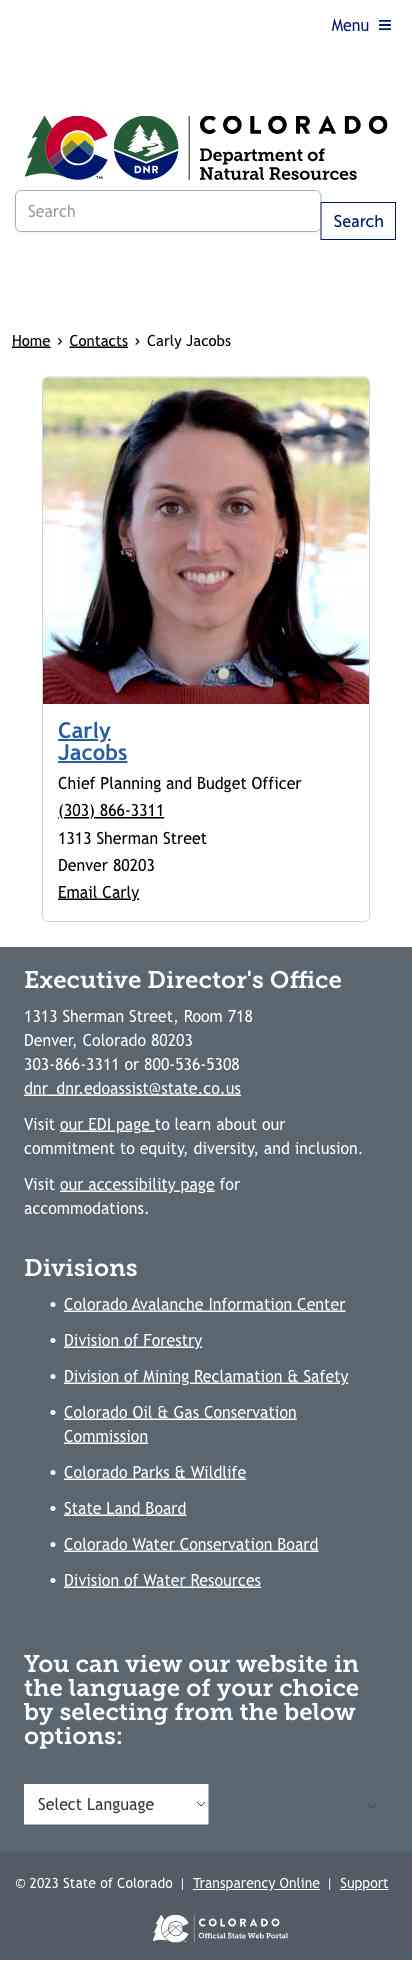 Menu
COLORADO
Department of
Natural Resources
DNR
TM
Search
Search
Home › Contacts › Carly Jacobs
Carly
Jacobs
Chief Planning and Budget Officer
(303) 866-3311
1313 Sherman Street
Denver 80203
Email Carly
Executive Director's Office
1313 Sherman Street, Room 718
Denver, Colorado 80203
303-866-3311 or 800-536-5308
dnr_dnr.edoassist@state.co.us
Visit our EDI page to learn about our
commitment to equity, diversity, and inclusion.
Visit our accessibility page for
accommodations.
Divisions
• Colorado Avalanche Information Center
• Division of Forestry
• Division of Mining Reclamation & Safety
• Colorado Oil & Gas Conservation
Commission
• Colorado Parks & Wildlife
• State Land Board
• Colorado Water Conservation Board
• Division of Water Resources
You can view our website in
the language of your choice
by selecting from the below
options:
Select Language
© 2023 State of Colorado | Transparency Online | Support
COLORADO
Official State Web Portal